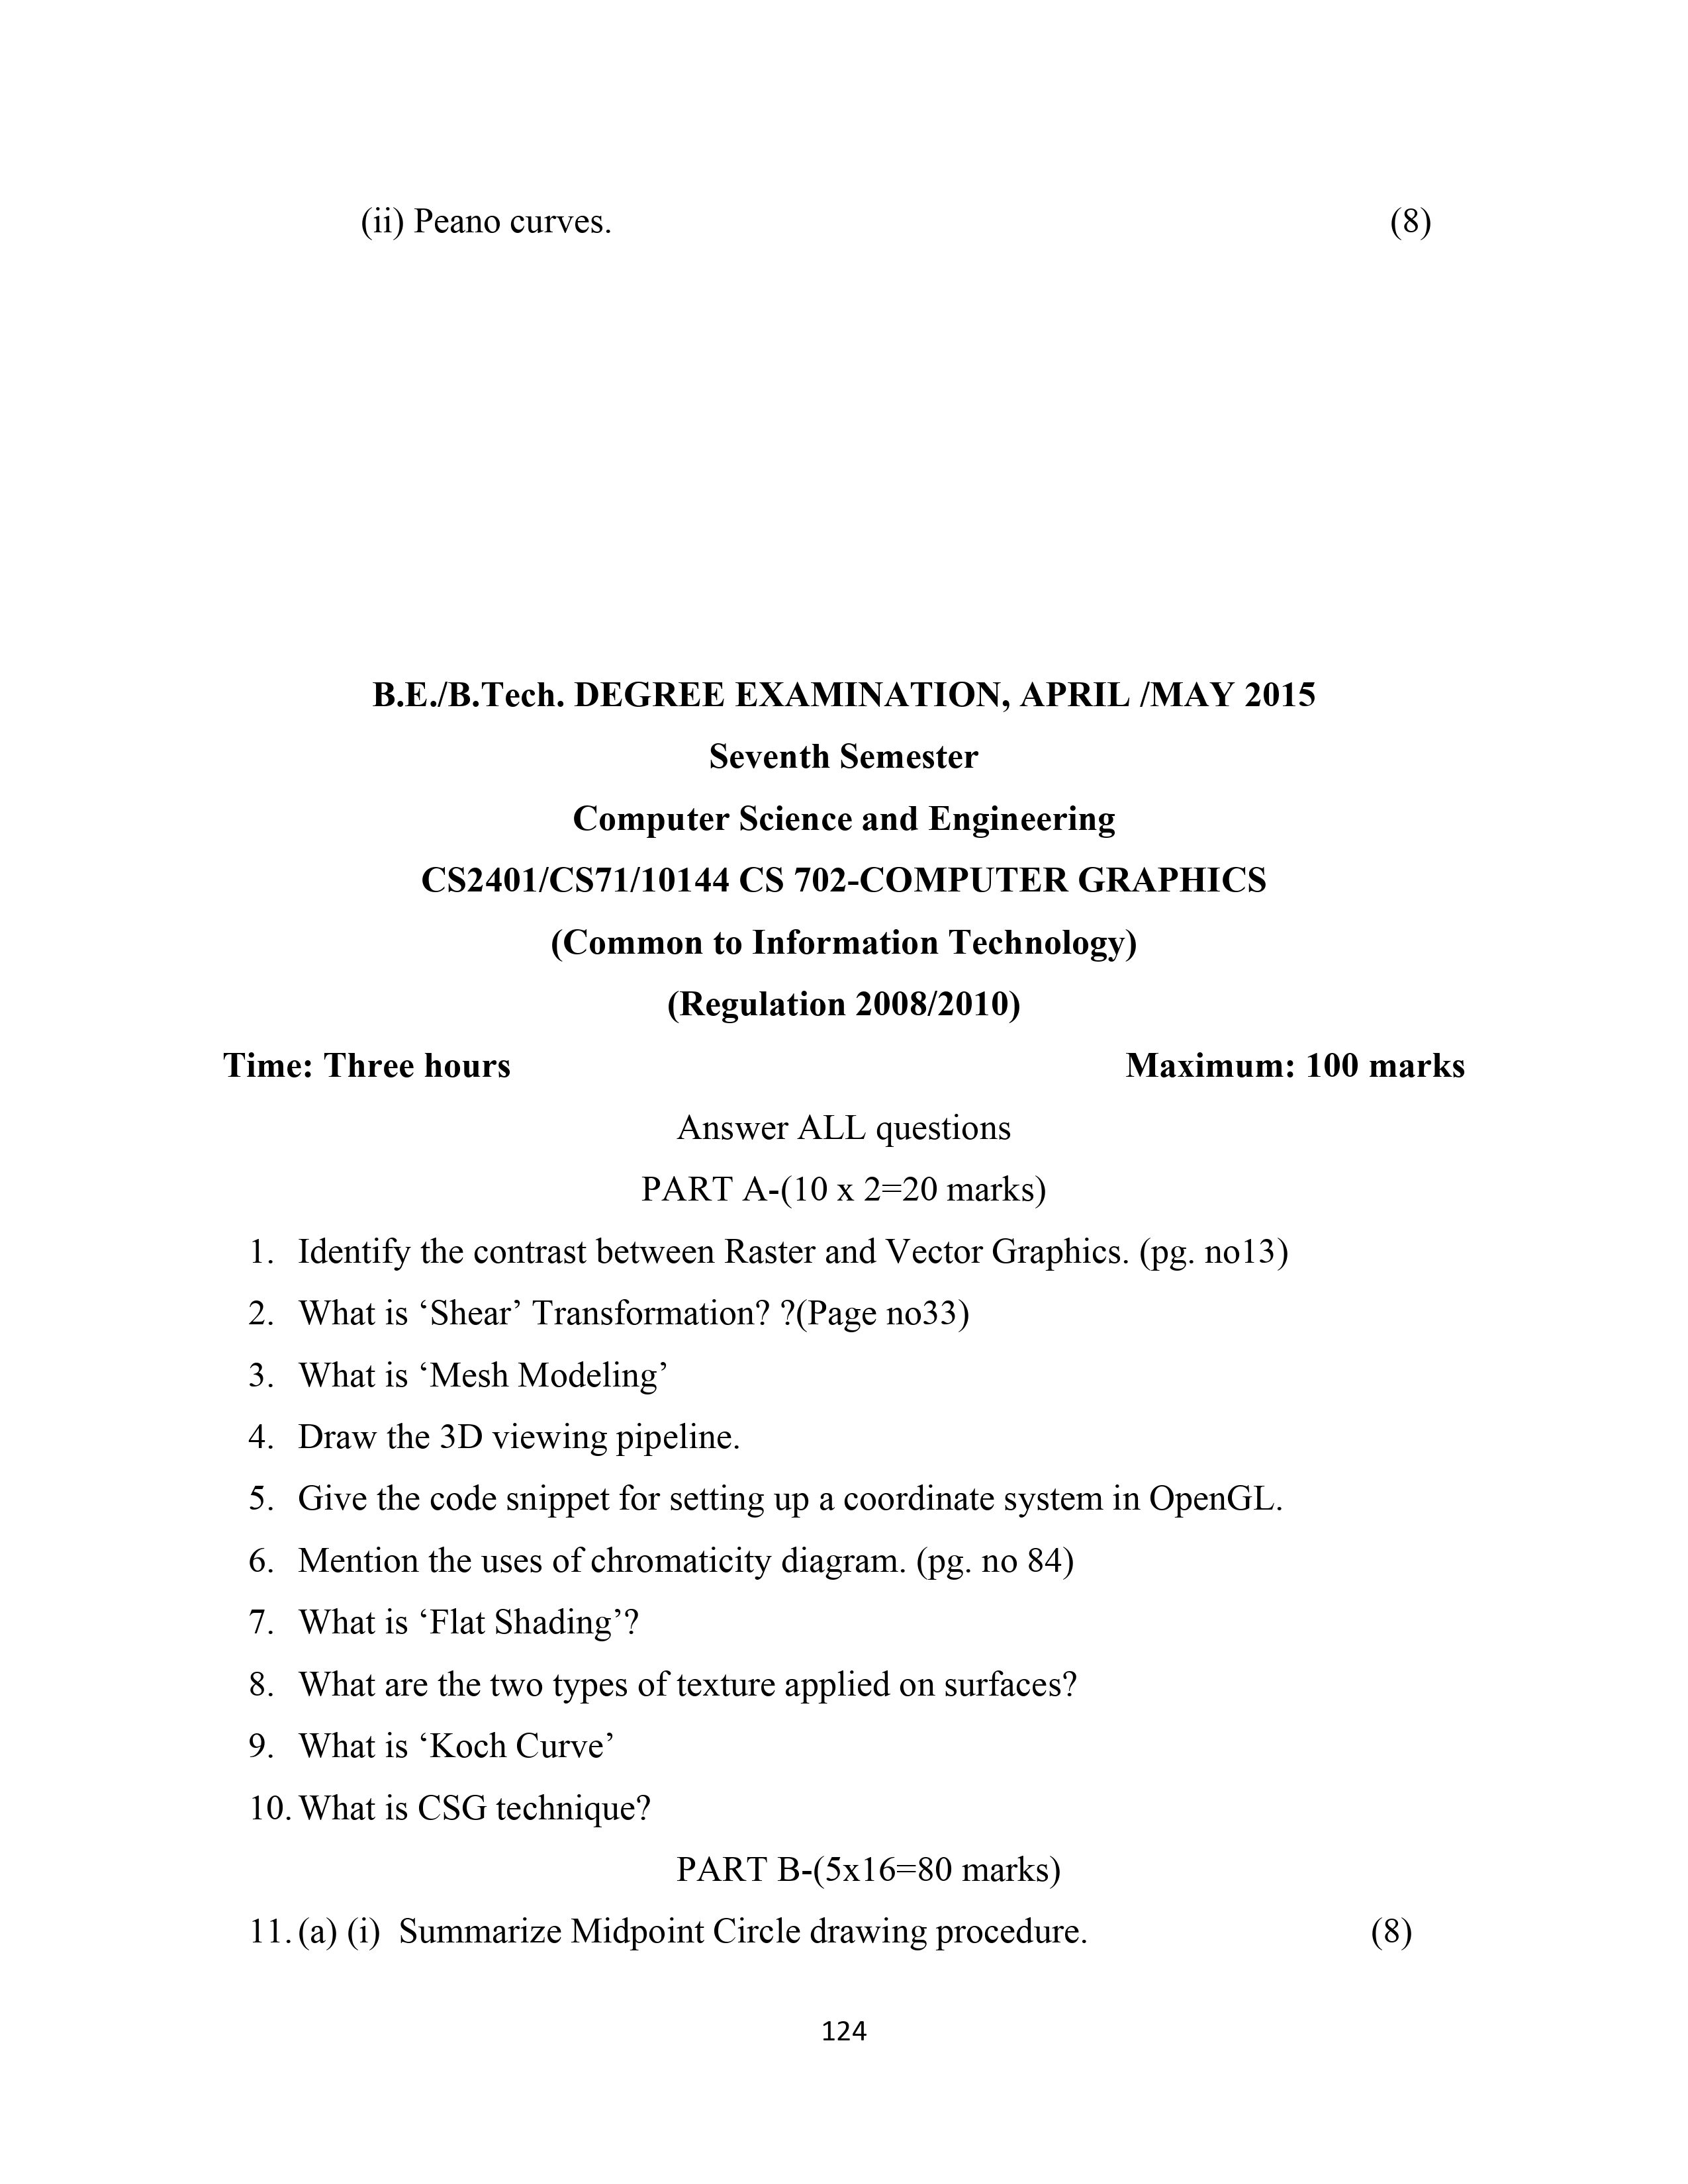 (ii) Peano curves. (8)
B.E./B.Tech. DEGREE EXAMINATION, APRIL /MAY 2015
Seventh Semester
Computer Science and Engineering
CS2401/CS71/10144 CS 702-COMPUTER GRAPHICS
(Common to Information Technology)
(Regulation 2008/2010)
Time: Three hours Maximum: 100 marks
Answer ALL questions
PART A-(10 x 2=20 marks)
1. Identify the contrast between Raster and Vector Graphics. (pg. no13)
2. What is ‘Shear’ Transformation? ?(Page no33)
3. What is ‘Mesh Modeling’
4. Draw the 3D viewing pipeline.
5. Give the code snippet for setting up a coordinate system in OpenGL.
6. Mention the uses of chromaticity diagram. (pg. no 84)
7. What is ‘Flat Shading’?
8. What are the two types of texture applied on surfaces?
9. What is ‘Koch Curve’
10. What is CSG technique?
PART B-(5x16=80 marks)
11. (a) (i) Summarize Midpoint Circle drawing procedure. (8)
124